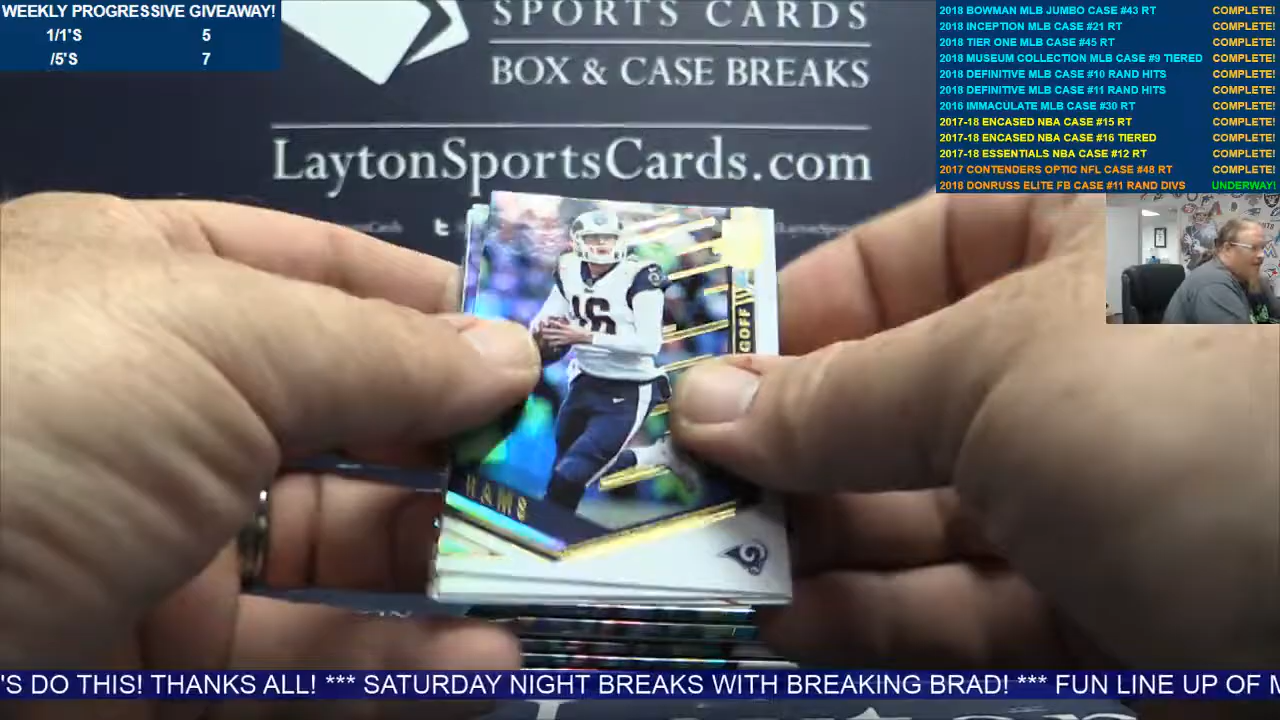 WEEKLY PROGRESSIVE GIVEAWAY!
1/1'S 5
/5'S 7
SPORTS CARDS
BOX & CASE BREAKS
LaytonSportsCards.com
2018 BOWMAN MLB JUMBO CASE #43 RT COMPLETE!
2018 INCEPTION MLB CASE #21 RT COMPLETE!
2018 TIER ONE MLB CASE #45 RT COMPLETE!
2018 MUSEUM COLLECTION MLB CASE #9 TIERED COMPLETE!
2018 DEFINITIVE MLB CASE #10 RAND HITS COMPLETE!
2018 DEFINITIVE MLB CASE #11 RAND HITS COMPLETE!
2016 IMMACULATE MLB CASE #30 RT COMPLETE!
2017-18 ENCASED NBA CASE #15 RT COMPLETE!
2017-18 ENCASED NBA CASE #16 TIERED COMPLETE!
2017-18 ESSENTIALS NBA CASE #12 RT COMPLETE!
2017 CONTENDERS OPTIC NFL CASE #48 RT COMPLETE!
2018 DONRUSS ELITE FB CASE #11 RAND DIVS UNDERWAY!
16
GOFF
RAMS
'S DO THIS! THANKS ALL! *** SATURDAY NIGHT BREAKS WITH BREAKING BRAD! *** FUN LINE UP OF